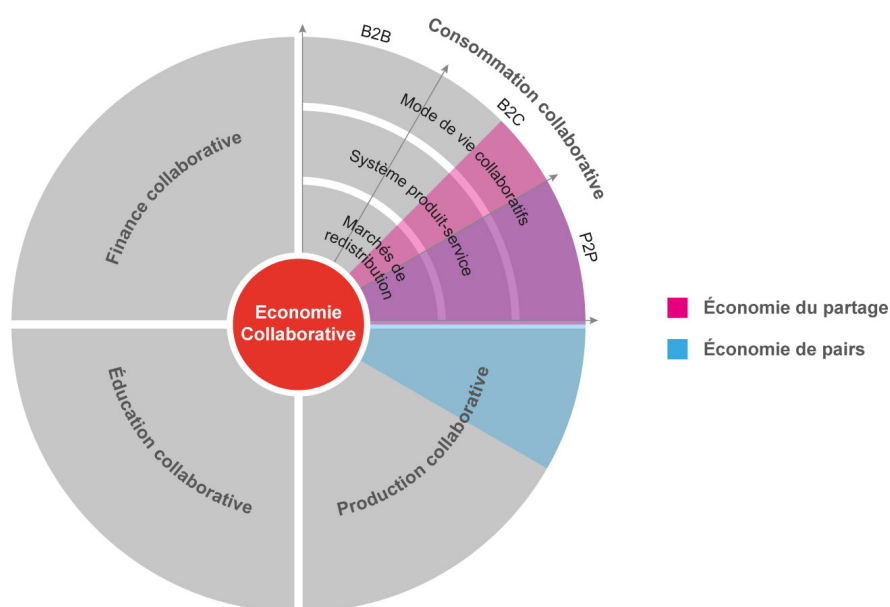 B2B
Consommation collaborative
B2C
P2P
Mode de vie collaboratifs
Système produit-service
Marchés de
redistribution
Finance collaborative
Economie
Collaborative
Économie du partage
Économie de pairs
Éducation collaborative
Production collaborative